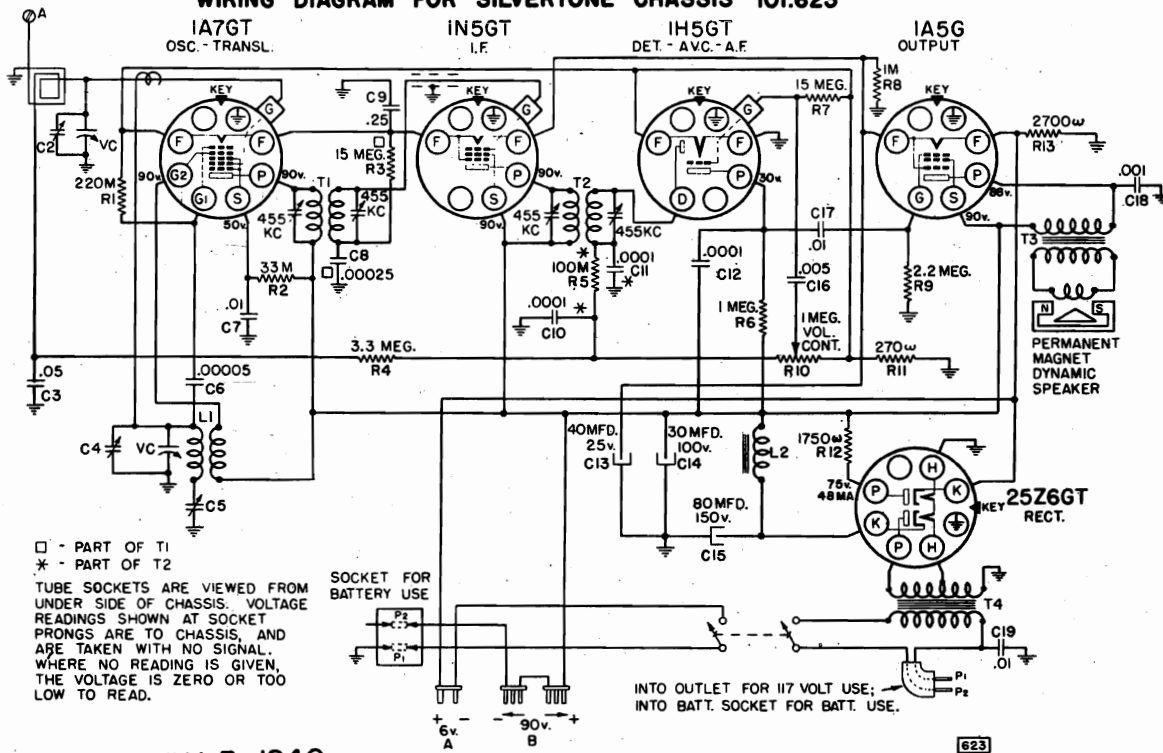 WIRING DIAGRAM FOR SILVERTONE CHASSIS 101.623
A
1A7GT
OSC.-TRANSL.
1N5GT
I.F.
1H5GT
DET.-A.V.C.-A.F.
1A5G
OUTPUT
KEY
F
F
G
G2
P
G1
S
C2
VC
220M
R1
90v.
50v.
90v.
T1
455
KC
455
KC
C8
.00025
C9
.25
15 MEG.
R3
KEY
F
F
G
P
S
90v.
90v.
T2
455
KC
455KC
KEY
F
F
G
D
P
30v.
15 MEG.
R7
1M
R8
KEY
F
F
G
S
P
88v.
90v.
2700ω
R13
.001
C18
T3
N
S
PERMANENT
MAGNET
DYNAMIC
SPEAKER
33M
R2
.01
C7
100M
R5
*
.0001
C11
*
.0001
*
C10
.0001
C12
1 MEG.
R6
C17
.01
.005
C16
2.2 MEG.
R9
1 MEG.
VOL.
CONT.
R10
270ω
R11
3.3 MEG.
R4
.05
C3
.00005
C6
L1
C4
VC
C5
40MFD.
25v.
C13
30MFD.
100v.
C14
L2
80MFD.
150v.
C15
1750ω
R12
75v.
48MA
P
H
K
K
P
H
KEY
25Z6GT
RECT.
T4
C19
.01
□ - PART OF T1
* - PART OF T2
TUBE SOCKETS ARE VIEWED FROM
UNDER SIDE OF CHASSIS. VOLTAGE
READINGS SHOWN AT SOCKET
PRONGS ARE TO CHASSIS, AND
ARE TAKEN WITH NO SIGNAL.
WHERE NO READING IS GIVEN,
THE VOLTAGE IS ZERO OR TOO
LOW TO READ.
SOCKET FOR
BATTERY USE
P2
P1
+ 6v. -
A
- 90v. +
B
INTO OUTLET FOR 117 VOLT USE;
INTO BATT. SOCKET FOR BATT. USE.
P1
P2
623